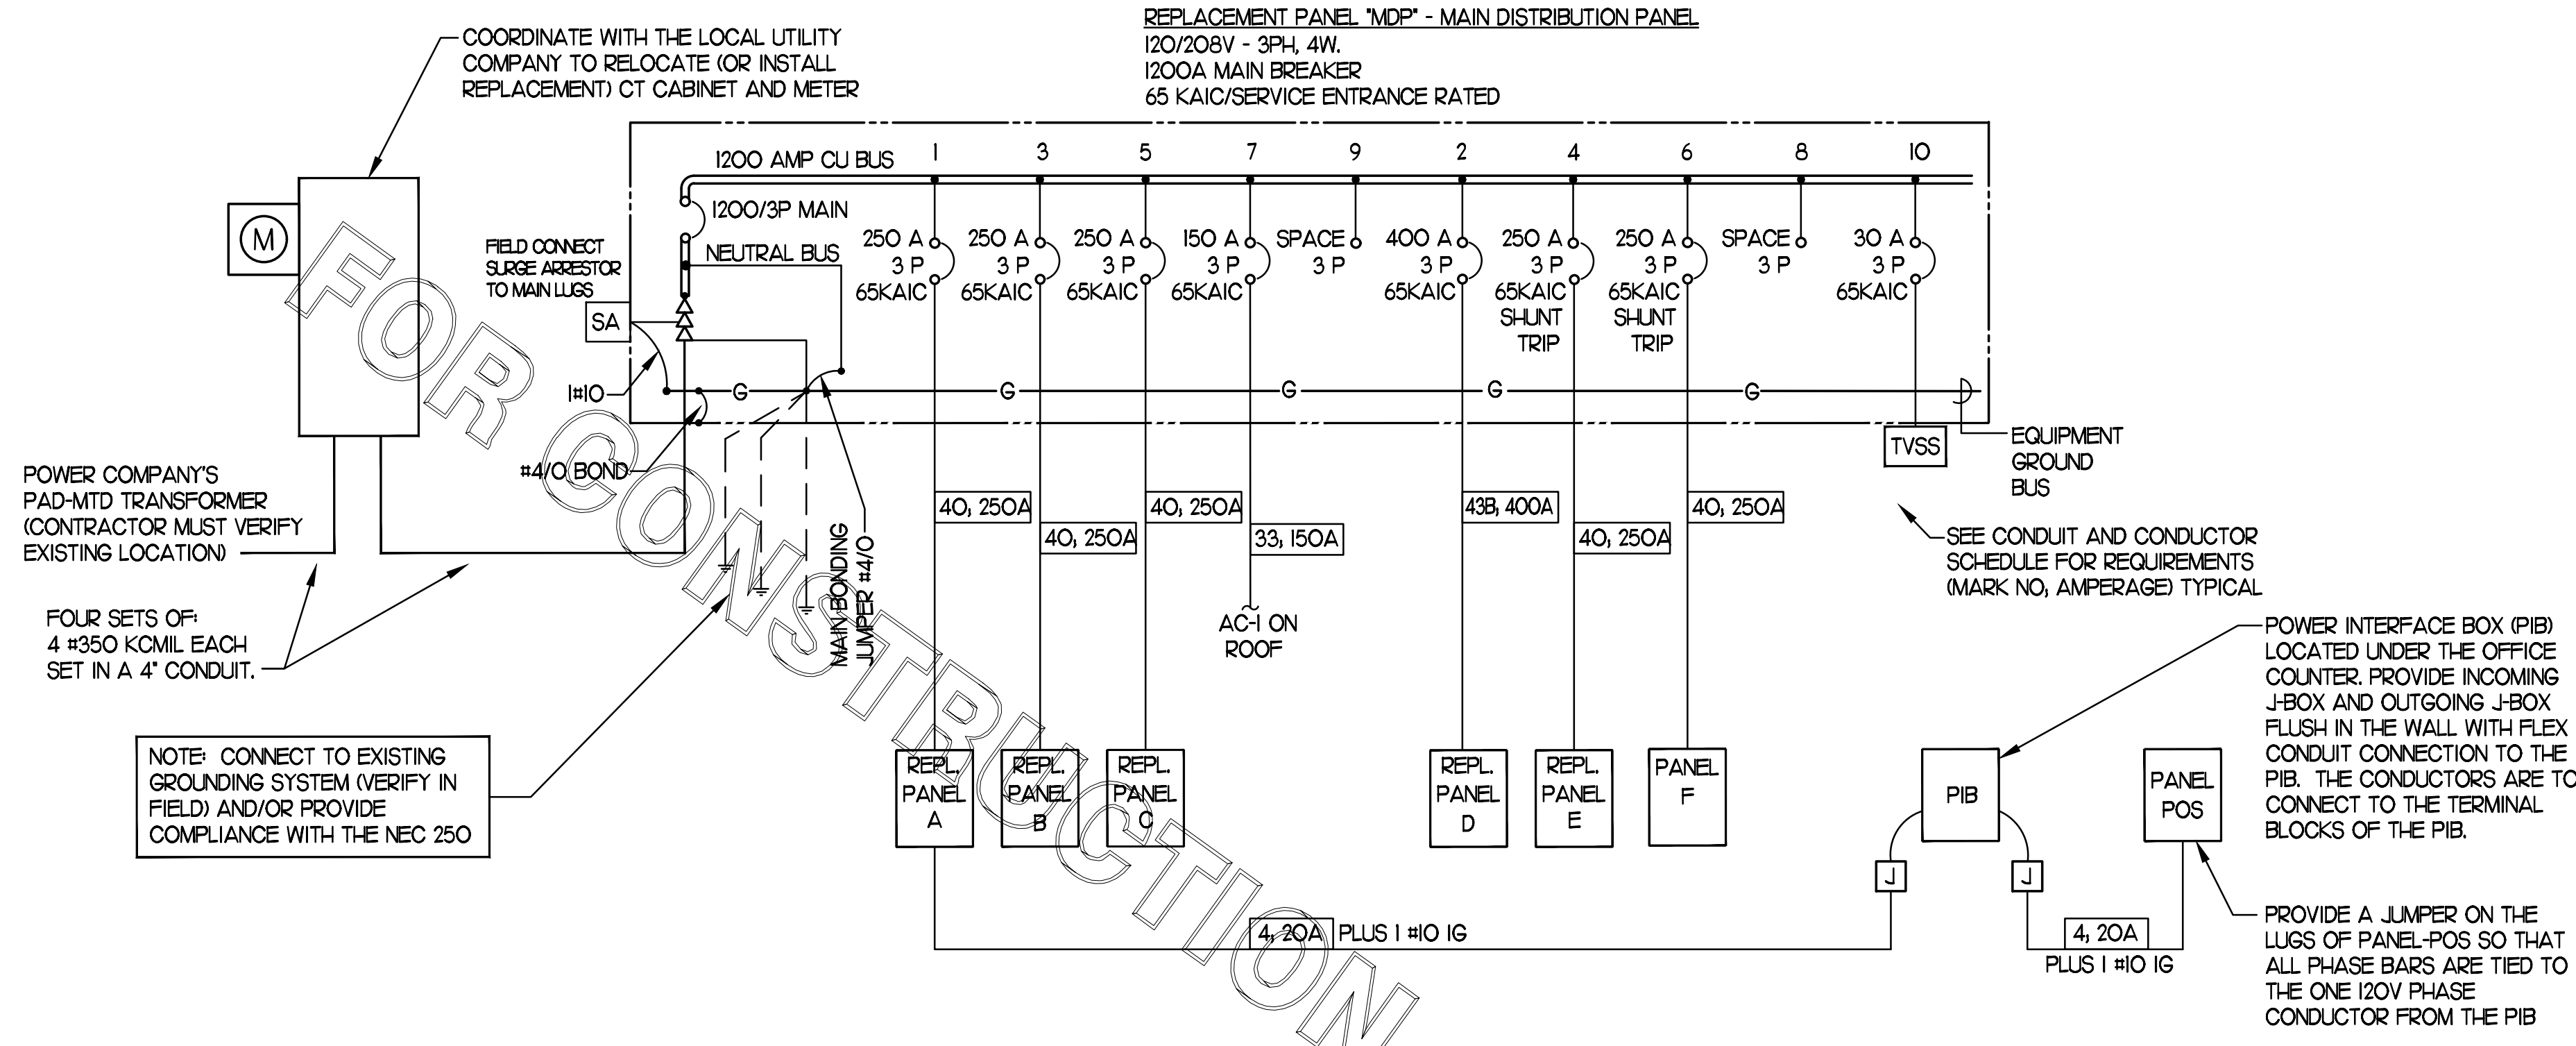 REPLACEMENT PANEL "MDP" - MAIN DISTRIBUTION PANEL
120/208V - 3PH, 4W.
1200A MAIN BREAKER
65 KAIC/SERVICE ENTRANCE RATED
COORDINATE WITH THE LOCAL UTILITY
COMPANY TO RELOCATE (OR INSTALL
REPLACEMENT) CT CABINET AND METER
M
1200 AMP CU BUS
1 3 5 7 9 2 4 6 8 10
1200/3P MAIN
NEUTRAL BUS
FIELD CONNECT
SURGE ARRESTOR
TO MAIN LUGS
SA
1#10
#4/0 BOND
250 A
3 P
65KAIC
250 A
3 P
65KAIC
250 A
3 P
65KAIC
150 A
3 P
65KAIC
SPACE
3 P
400 A
3 P
65KAIC
250 A
3 P
65KAIC
SHUNT
TRIP
250 A
3 P
65KAIC
SHUNT
TRIP
SPACE
3 P
30 A
3 P
65KAIC
G G G G G
TVSS
EQUIPMENT
GROUND
BUS
POWER COMPANY'S
PAD-MTD TRANSFORMER
(CONTRACTOR MUST VERIFY
EXISTING LOCATION)
FOUR SETS OF:
4 #350 KCMIL EACH
SET IN A 4" CONDUIT.
MAIN BONDING
JUMPER #4/0
40; 250A
40; 250A
40; 250A
33; 150A
43B; 400A
40; 250A
40; 250A
AC-1 ON
ROOF
SEE CONDUIT AND CONDUCTOR
SCHEDULE FOR REQUIREMENTS
(MARK NO; AMPERAGE) TYPICAL
NOTE: CONNECT TO EXISTING
GROUNDING SYSTEM (VERIFY IN
FIELD) AND/OR PROVIDE
COMPLIANCE WITH THE NEC 250
REPL.
PANEL
A
REPL.
PANEL
B
REPL.
PANEL
C
REPL.
PANEL
D
REPL.
PANEL
E
PANEL
F
PIB
PANEL
POS
J
J
POWER INTERFACE BOX (PIB)
LOCATED UNDER THE OFFICE
COUNTER. PROVIDE INCOMING
J-BOX AND OUTGOING J-BOX
FLUSH IN THE WALL WITH FLEX
CONDUIT CONNECTION TO THE
PIB. THE CONDUCTORS ARE TO
CONNECT TO THE TERMINAL
BLOCKS OF THE PIB.
4; 20A PLUS 1 #10 IG
4; 20A
PLUS 1 #10 IG
PROVIDE A JUMPER ON THE
LUGS OF PANEL-POS SO THAT
ALL PHASE BARS ARE TIED TO
THE ONE 120V PHASE
CONDUCTOR FROM THE PIB
FOR CONSTRUCTION